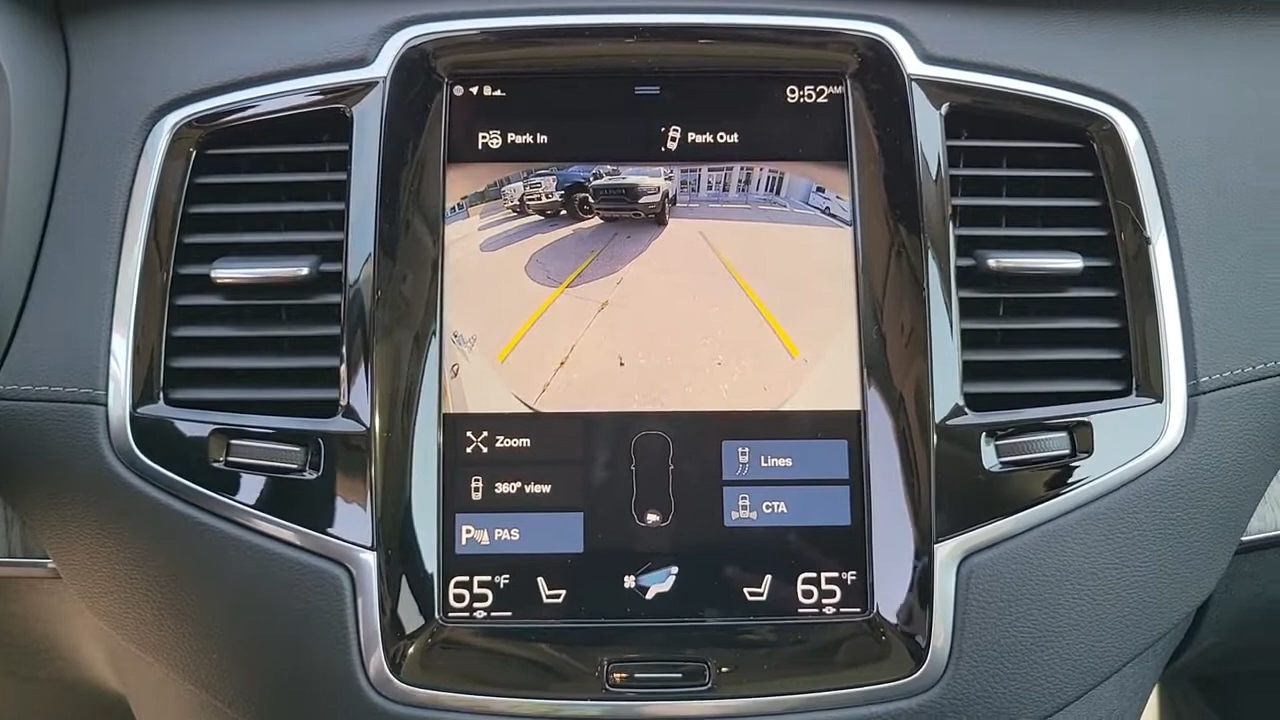 9:52AM
Park In
Park Out
Zoom
360° view
PAS
Lines
CTA
65°F
65°F